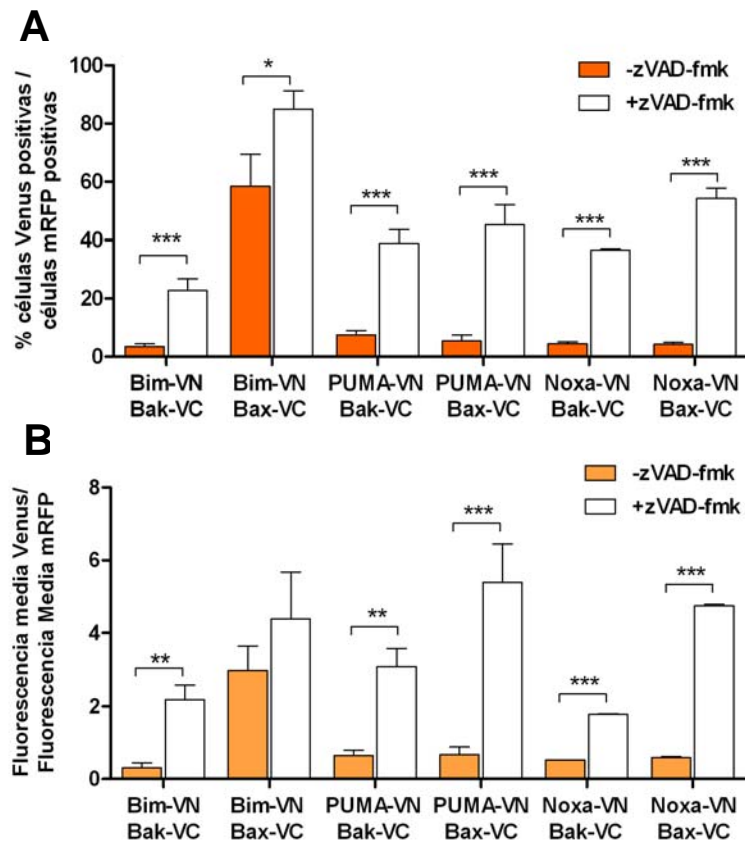 A
% células Venus positivas /
células mRFP positivas
100
80
60
40
20
0
-zVAD-fmk
+zVAD-fmk
***
*
***
***
***
***
Bim-VN
Bak-VC
Bim-VN
Bax-VC
PUMA-VN
Bak-VC
PUMA-VN
Bax-VC
Noxa-VN
Bak-VC
Noxa-VN
Bax-VC
B
Fluorescencia media Venus/
Fluorescencia Media mRFP
8
6
4
2
0
-zVAD-fmk
+zVAD-fmk
**
**
***
***
***
Bim-VN
Bak-VC
Bim-VN
Bax-VC
PUMA-VN
Bak-VC
PUMA-VN
Bax-VC
Noxa-VN
Bak-VC
Noxa-VN
Bax-VC